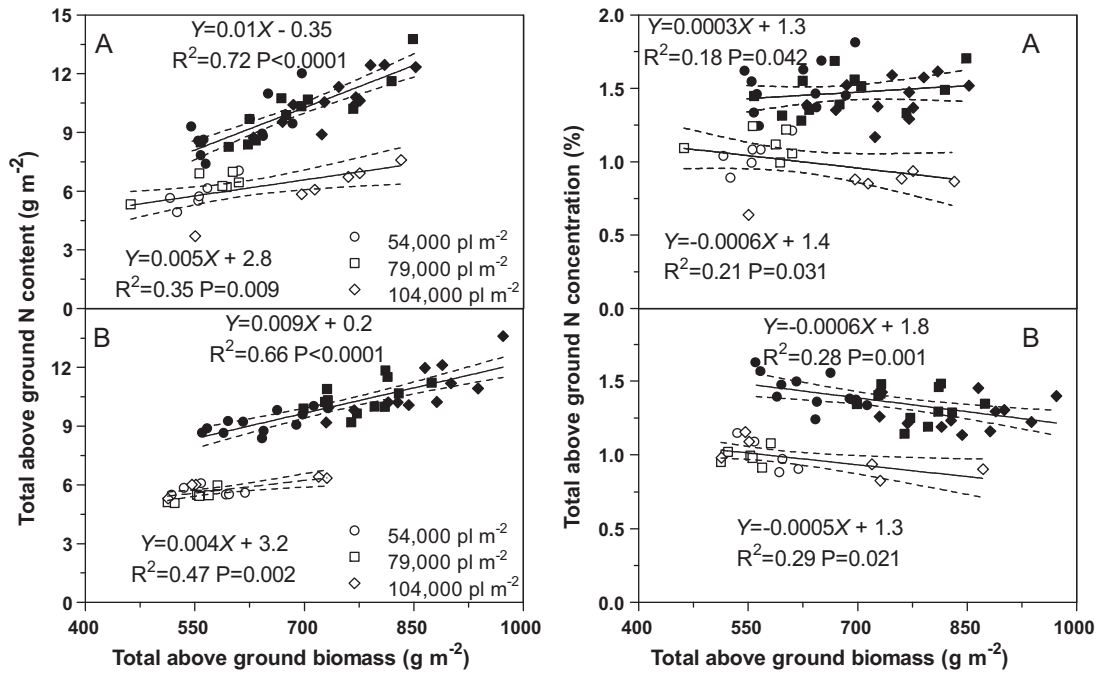 Total above ground N content (g m⁻²)
15
12
9
6
3
0
A
Y=0.01X - 0.35
R²=0.72 P<0.0001
Y=0.005X + 2.8
R²=0.35 P=0.009
54,000 pl m⁻²
79,000 pl m⁻²
104,000 pl m⁻²
12
9
6
3
0
B
Y=0.009X + 0.2
R²=0.66 P<0.0001
Y=0.004X + 3.2
R²=0.47 P=0.002
54,000 pl m⁻²
79,000 pl m⁻²
104,000 pl m⁻²
400 550 700 850 1000
Total above ground biomass (g m⁻²)
Total above ground N concentration (%)
2.0
1.5
1.0
0.5
0.0
A
Y=0.0003X + 1.3
R²=0.18 P=0.042
Y=-0.0006X + 1.4
R²=0.21 P=0.031
1.5
1.0
0.5
0.0
B
Y=-0.0006X + 1.8
R²=0.28 P=0.001
Y=-0.0005X + 1.3
R²=0.29 P=0.021
400 550 700 850 1000
Total above ground biomass (g m⁻²)